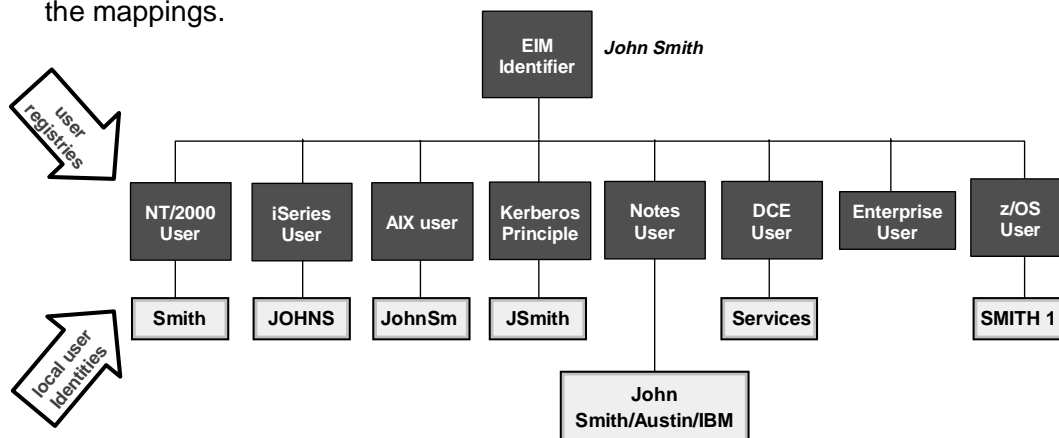 the mappings.
EIM
Identifier
John Smith
user
registries
NT/2000
User
iSeries
User
AIX user
Kerberos
Principle
Notes
User
DCE
User
Enterprise
User
z/OS
User
Smith
JOHNS
JohnSm
JSmith
Services
SMITH 1
local user
Identities
John
Smith/Austin/IBM